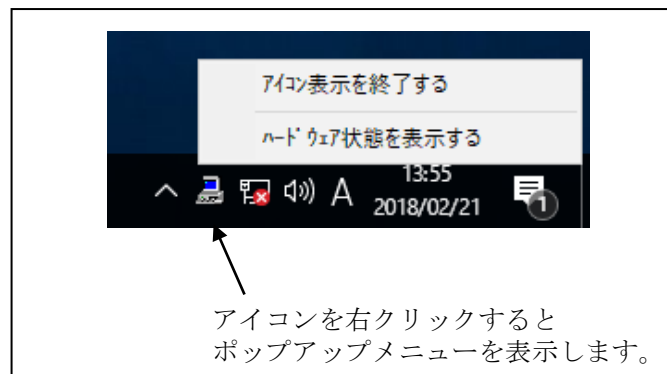 ｱｲｺﾝ表示を終了する
ﾊｰﾄﾞｳｪｱ状態を表示する
A
13:55
2018/02/21
1
アイコンを右クリックすると
ポップアップメニューを表示します。